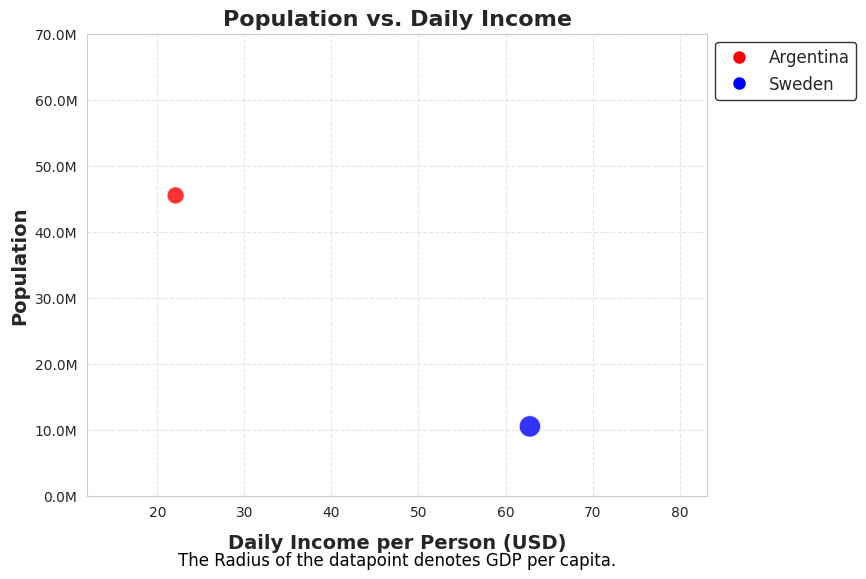 Population vs. Daily Income
70.0M
60.0M
50.0M
40.0M
30.0M
20.0M
10.0M
0.0M
Population
20 30 40 50 60 70 80
Daily Income per Person (USD)
The Radius of the datapoint denotes GDP per capita.
Argentina
Sweden